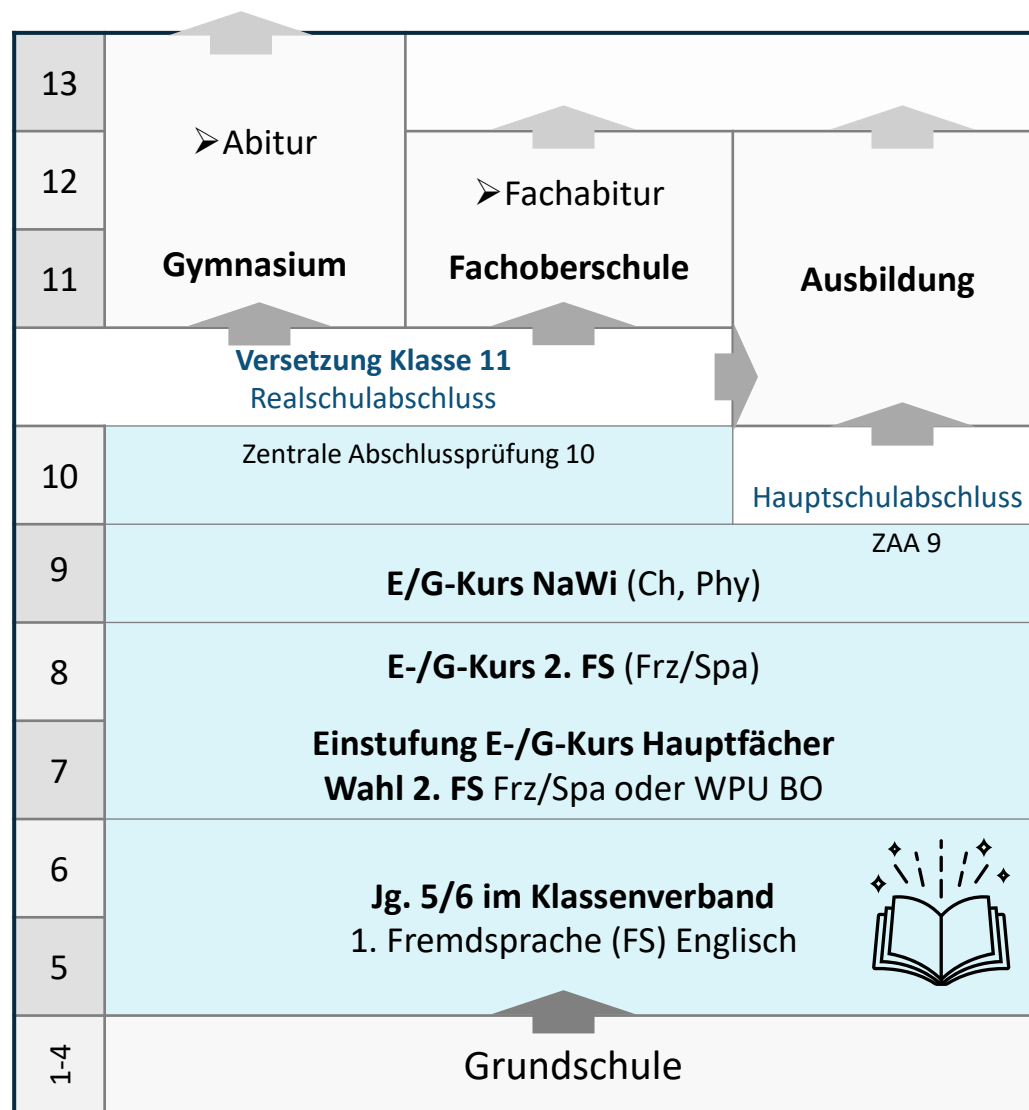 13
➢Abitur
12
➢Fachabitur
11
Gymnasium
Fachoberschule
Ausbildung
Versetzung Klasse 11
Realschulabschluss
10
Zentrale Abschlussprüfung 10
Hauptschulabschluss
9
ZAA 9
E/G-Kurs NaWi (Ch, Phy)
8
E-/G-Kurs 2. FS (Frz/Spa)
7
Einstufung E-/G-Kurs Hauptfächer
Wahl 2. FS Frz/Spa oder WPU BO
6
Jg. 5/6 im Klassenverband
1. Fremdsprache (FS) Englisch
5
1-4
Grundschule